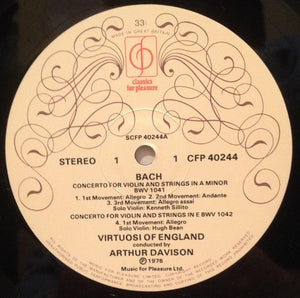 33⅓
MADE IN GREAT BRITAIN
classics
for pleasure
SCFP 40244A
STEREO 1 1 CFP 40244
BACH
CONCERTO FOR VIOLIN AND STRINGS IN A MINOR
BWV 1041
1. 1st Movement: Allegro 2. 2nd Movement: Andante
3. 3rd Movement: Allegro assai
Solo Violin: Kenneth Sillito
CONCERTO FOR VIOLIN AND STRINGS IN E BWV 1042
4. 1st Movement: Allegro
Solo Violin: Hugh Bean
VIRTUOSI OF ENGLAND
conducted by
ARTHUR DAVISON
Ⓟ 1976
Music for Pleasure Ltd.